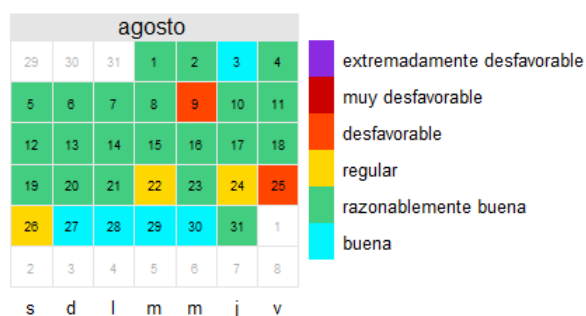 agosto
29 30 31 1 2 3 4
5 6 7 8 9 10 11
12 13 14 15 16 17 18
19 20 21 22 23 24 25
26 27 28 29 30 31 1
2 3 4 5 6 7 8
s d l m m j v
extremadamente desfavorable
muy desfavorable
desfavorable
regular
razonablemente buena
buena